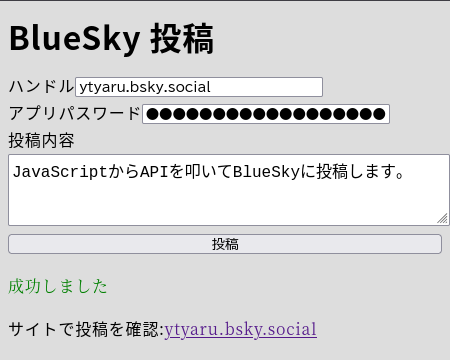 BlueSky 投稿
ハンドル ytyaru.bsky.social
アプリパスワード ●●●●●●●●●●●●●●●●●●●
投稿内容
JavaScriptからAPIを叩いてBlueSkyに投稿します。
投稿
成功しました
サイトで投稿を確認:ytyaru.bsky.social